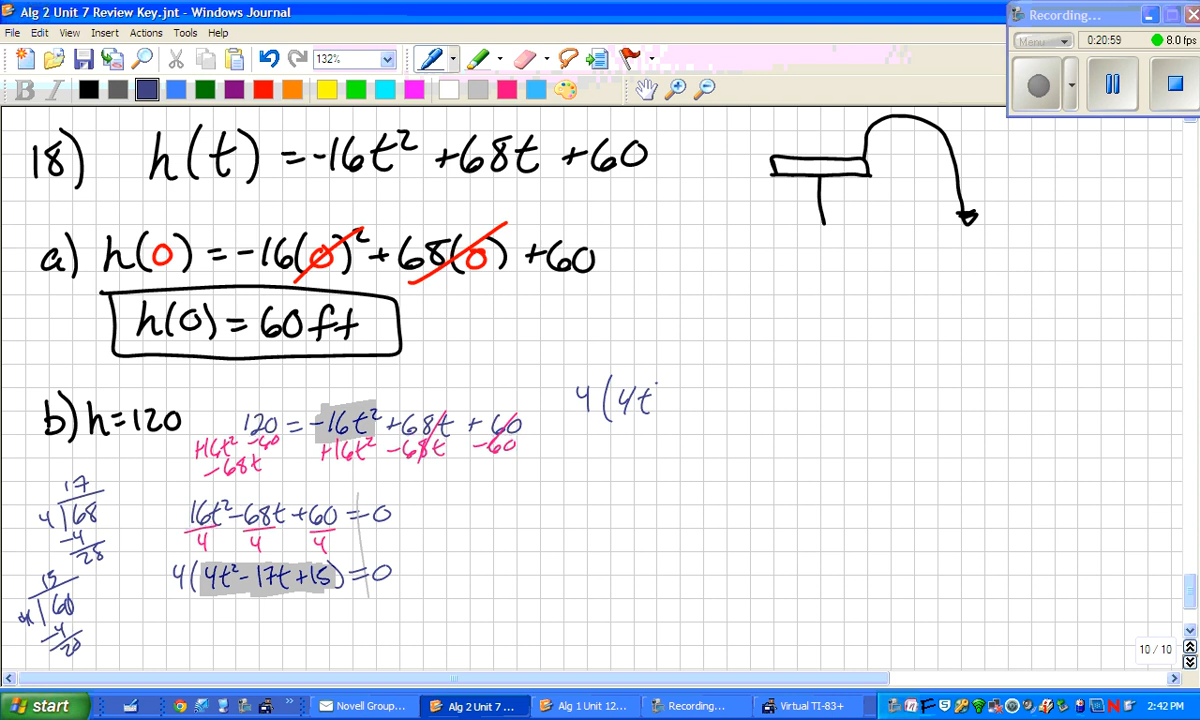 Alg 2 Unit 7 Review Key.jnt - Windows Journal
Recording...
File Edit View Insert Actions Tools Help
Menu
0:20:59
8.0 fps
132%
B I
18) h(t) = -16t² + 68t + 60
a) h(0) = -16(0)² + 68(0) + 60
h(0) = 60 ft
4(4t
b) h = 120
120 = -16t² + 68t + 60
+16t² -60 +16t² -68t -60
-68t
17
4 | 68
-4
28
16t² - 68t + 60 = 0
4 4 4
4(4t² - 17t + 15) = 0
15
4 | 60
-4
20
10 / 10
start
Novell Group...
Alg 2 Unit 7 ...
Alg 1 Unit 12...
Recording...
Virtual TI-83+
2:42 PM